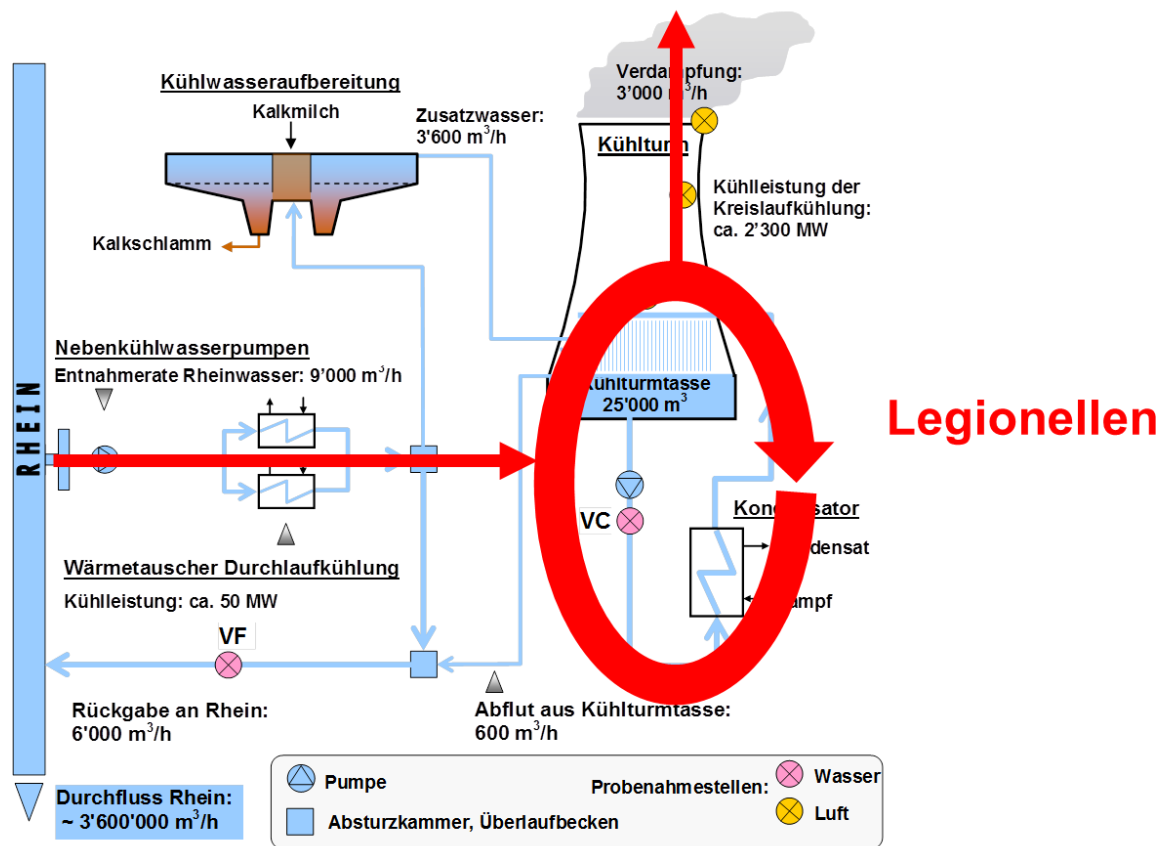 Verdampfung:
3’000 m³/h
Kühlwasseraufbereitung
Kalkmilch
Zusatzwasser:
3'600 m³/h
Kühlturm
Kühlleistung der
Kreislaufkühlung:
ca. 2’300 MW
Kalkschlamm
RHEIN
Nebenkühlwasserpumpen
Entnahmerate Rheinwasser: 9’000 m³/h
Kühlturmtasse
25'000 m³
Legionellen
VC
Wärmetauscher Durchlaufkühlung
Kühlleistung: ca. 50 MW
VF
Rückgabe an Rhein:
6'000 m³/h
Abflut aus Kühlturmtasse:
600 m³/h
Durchfluss Rhein:
~ 3'600'000 m³/h
Pumpe
Absturzkammer, Überlaufbecken
Probenahmestellen:
Wasser
Luft